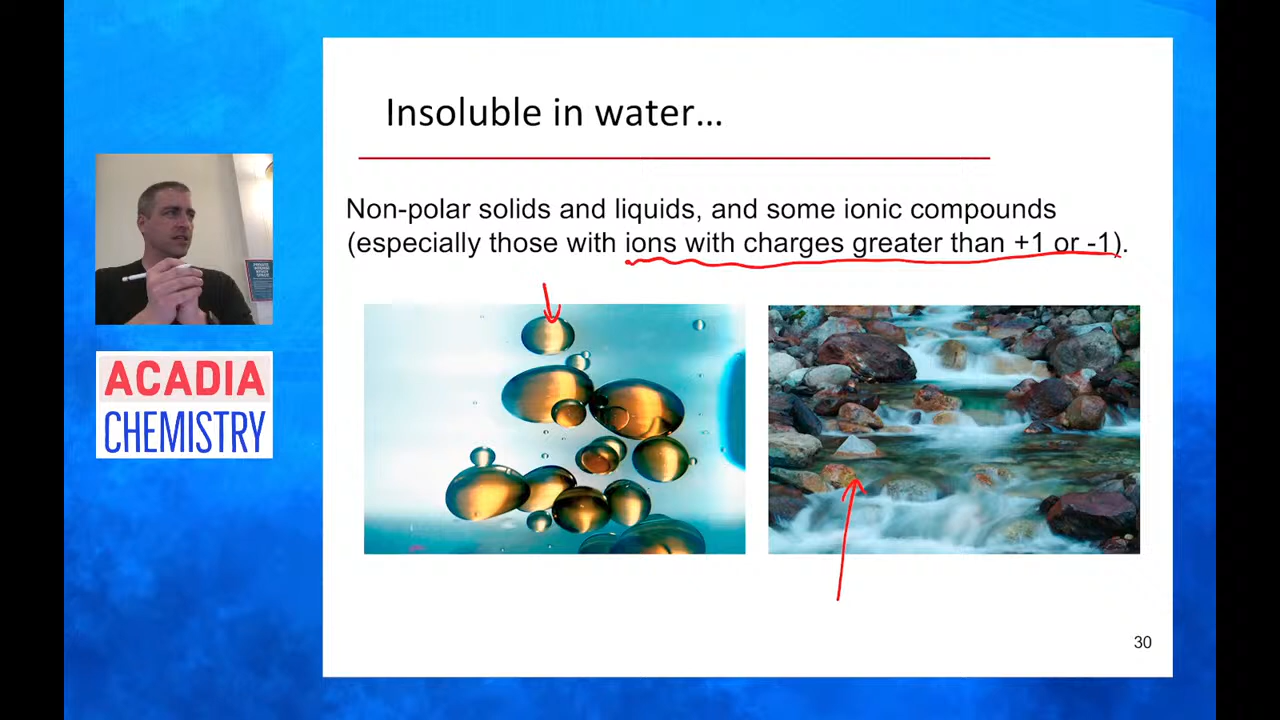 Insoluble in water…
Non-polar solids and liquids, and some ionic compounds
(especially those with ions with charges greater than +1 or -1).
ACADIA
CHEMISTRY
30